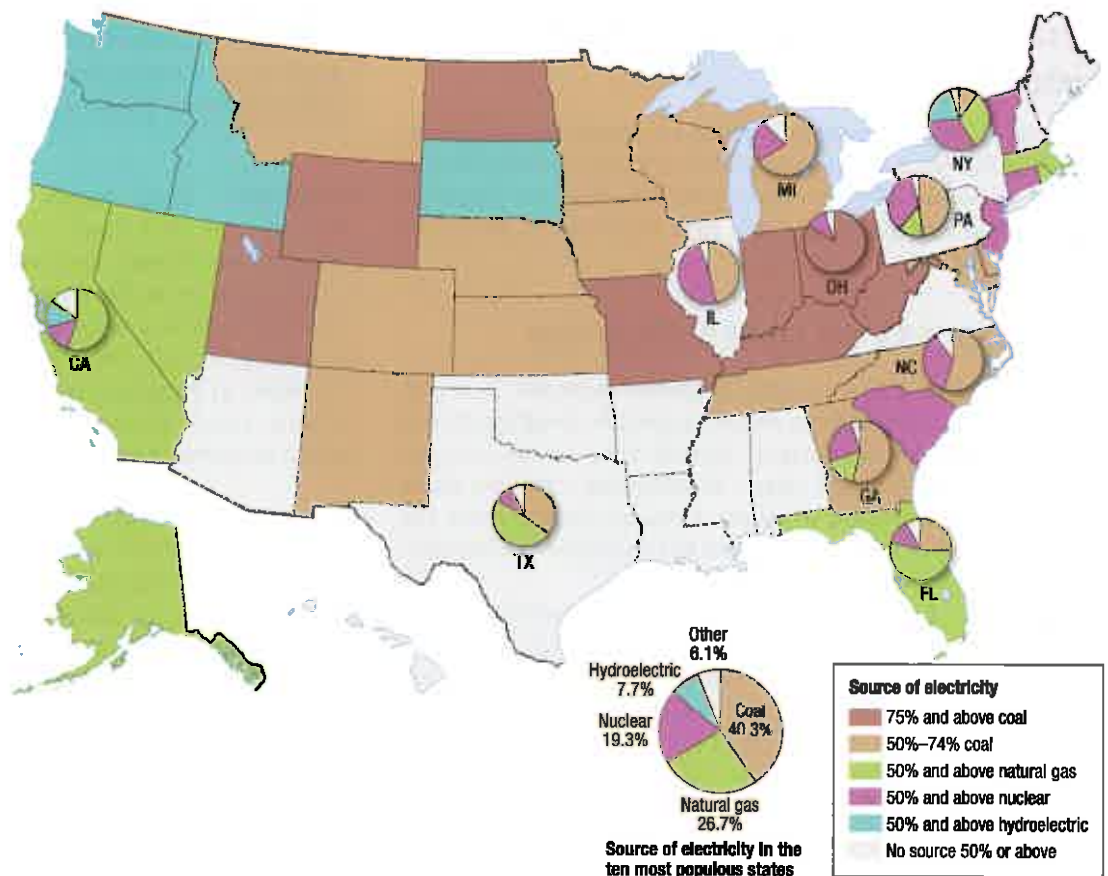 MI
NY
PA
OH
IL
CA
NC
GA
TX
FL
Other
6.1%
Hydroelectric
7.7%
Nuclear
19.3%
Coal
40.3%
Natural gas
26.7%
Source of electricity in the
ten most populous states
Source of electricity
75% and above coal
50%–74% coal
50% and above natural gas
50% and above nuclear
50% and above hydroelectric
No source 50% or above